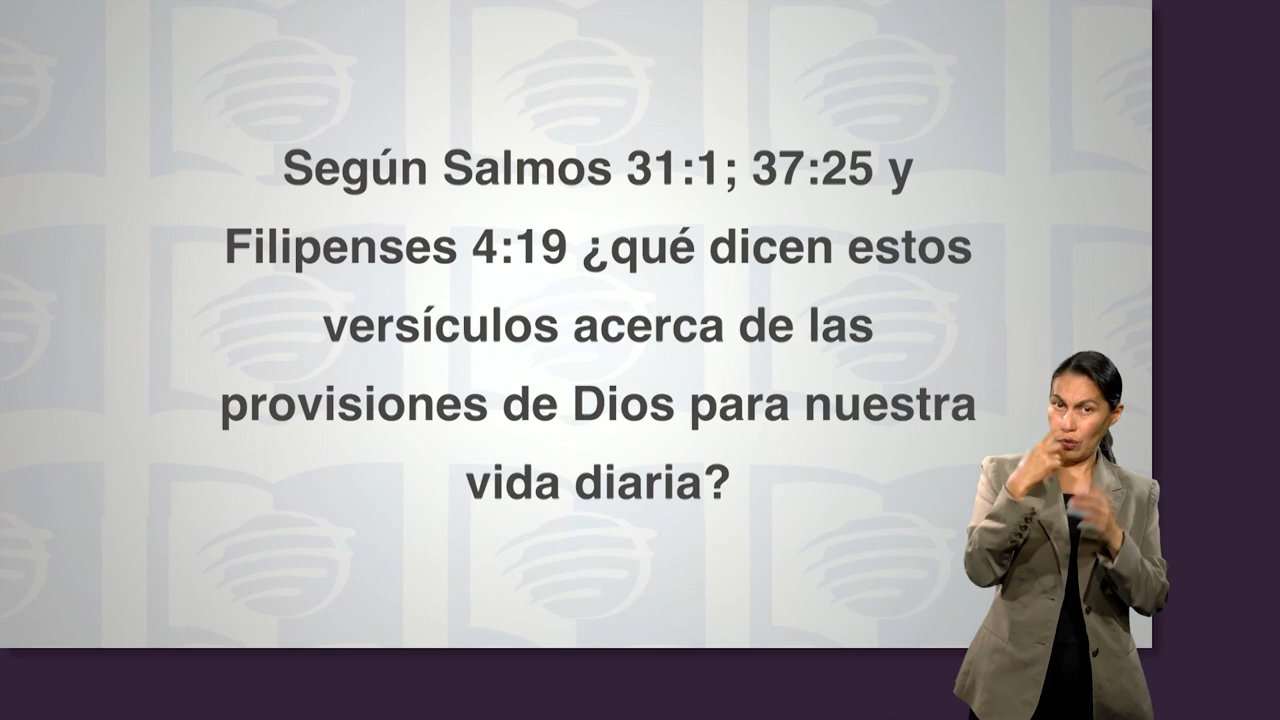 Según Salmos 31:1; 37:25 y
Filipenses 4:19 ¿qué dicen estos
versículos acerca de las
provisiones de Dios para nuestra
vida diaria?